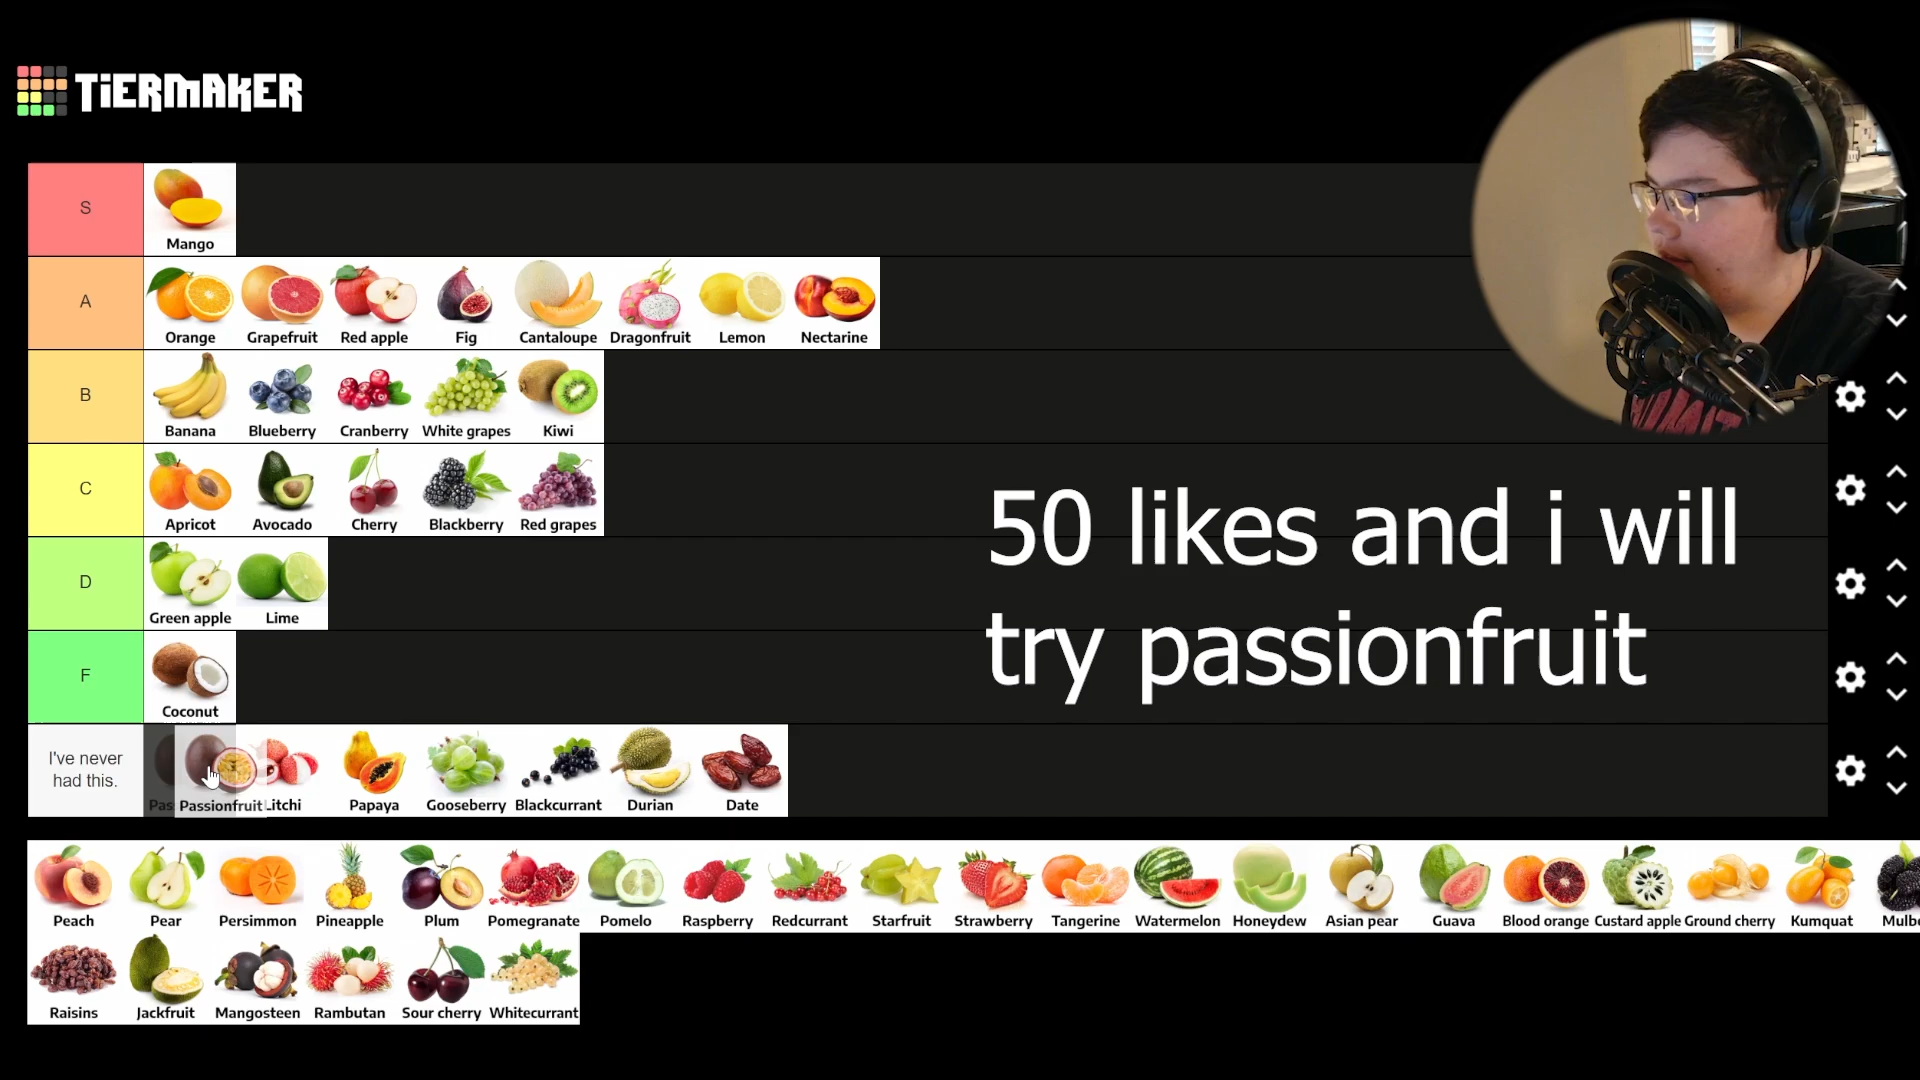 TiERMAKER
S
Mango
A
Orange Grapefruit Red apple Fig Cantaloupe Dragonfruit Lemon Nectarine
B
Banana Blueberry Cranberry White grapes Kiwi
C
Apricot Avocado Cherry Blackberry Red grapes
50 likes and i will
try passionfruit
D
Green apple Lime
F
Coconut
I've never
had this.
Passionfruit Litchi Papaya Gooseberry Blackcurrant Durian Date
Peach Pear Persimmon Pineapple Plum Pomegranate Pomelo Raspberry Redcurrant Starfruit Strawberry Tangerine Watermelon Honeydew Asian pear Guava Blood orange Custard apple Ground cherry Kumquat
Raisins Jackfruit Mangosteen Rambutan Sour cherry Whitecurrant